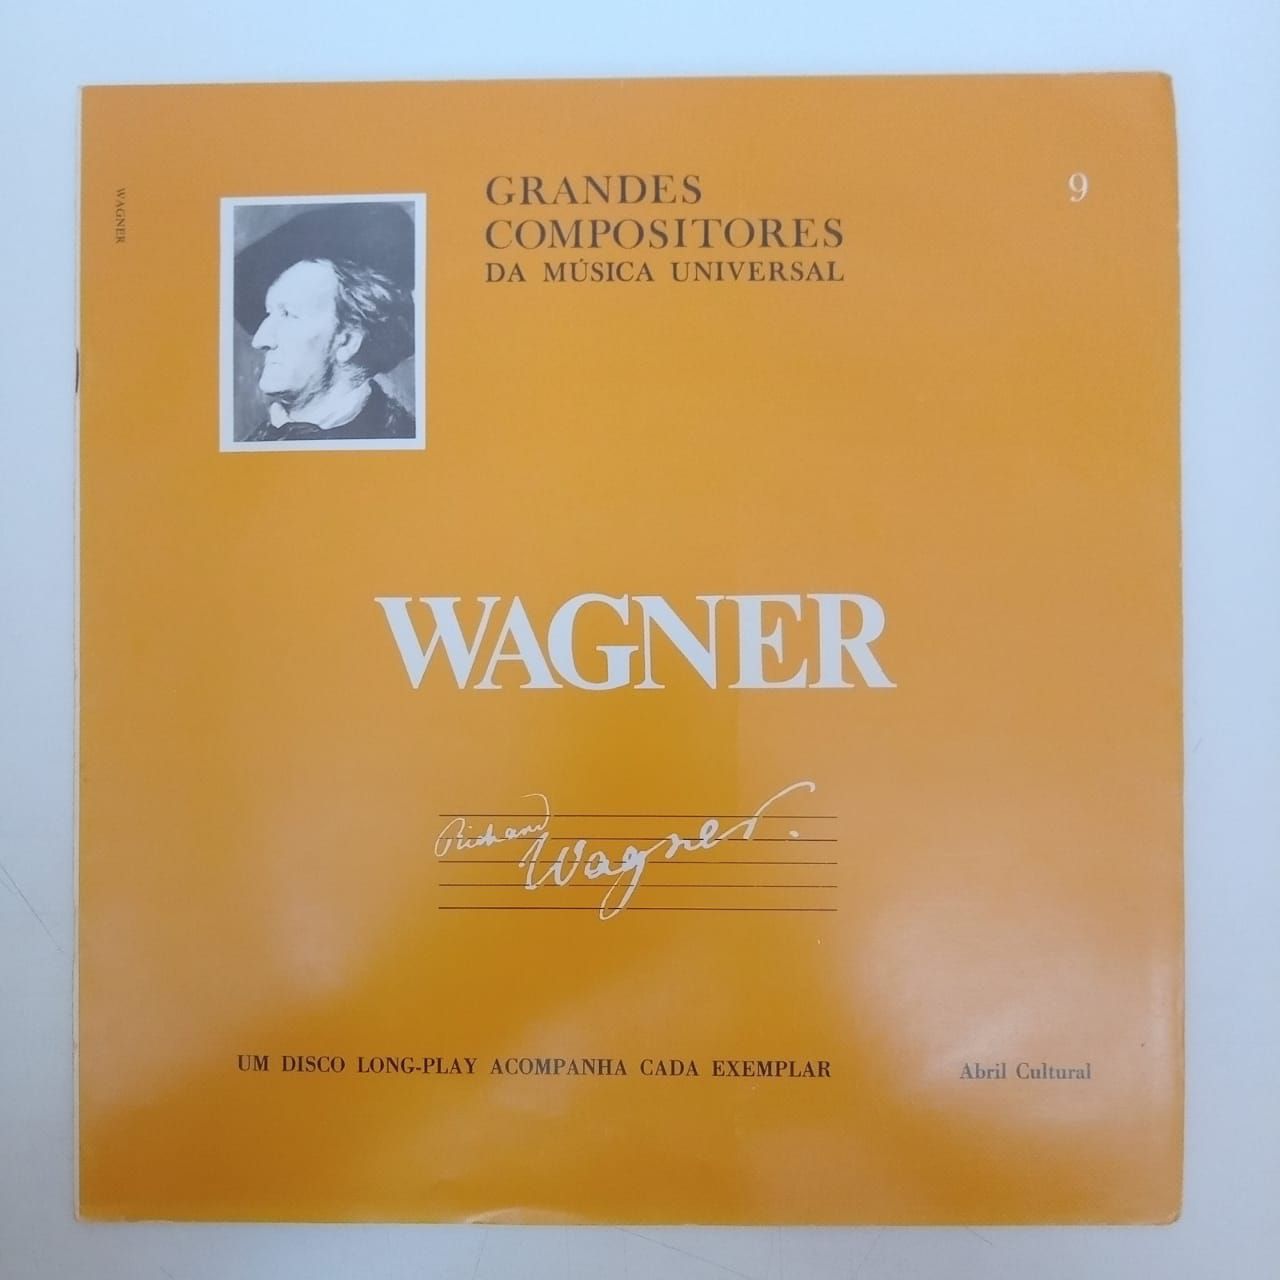 WAGNER
GRANDES
COMPOSITORES
DA MÚSICA UNIVERSAL
9
WAGNER
Richard Wagner.
UM DISCO LONG-PLAY ACOMPANHA CADA EXEMPLAR
Abril Cultural